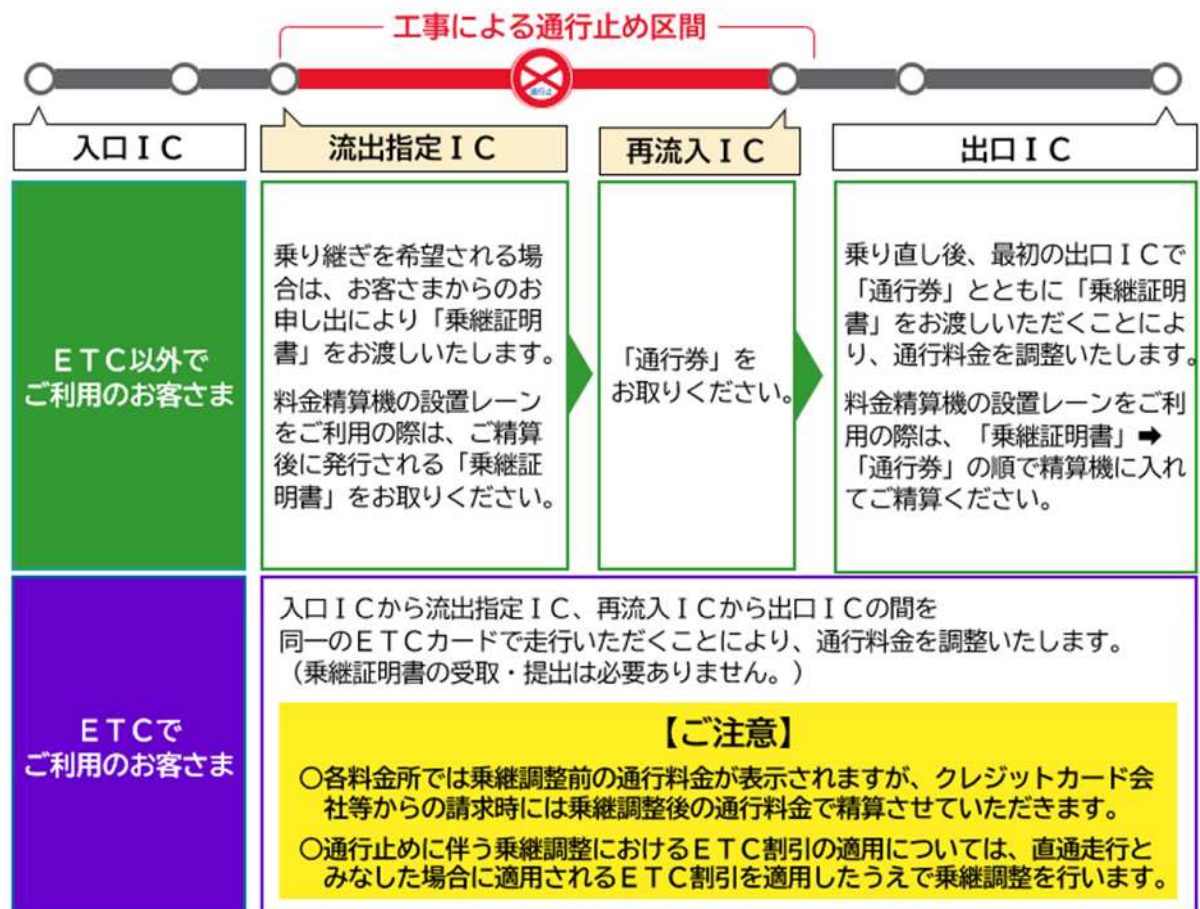 工事による通行止め区間
通行止
入口ＩＣ
流出指定ＩＣ
再流入ＩＣ
出口ＩＣ
ＥＴＣ以外で
ご利用のお客さま
乗り継ぎを希望される場
合は、お客さまからのお
申し出により「乗継証明
書」をお渡しいたします。
料金精算機の設置レーン
をご利用の際は、ご精算
後に発行される「乗継証
明書」をお取りください。
「通行券」を
お取りください。
乗り直し後、最初の出口ＩＣで
「通行券」とともに「乗継証明
書」をお渡しいただくことによ
り、通行料金を調整いたします。
料金精算機の設置レーンをご利
用の際は、「乗継証明書」➡
「通行券」の順で精算機に入れ
てご精算ください。
ＥＴＣで
ご利用のお客さま
入口ＩＣから流出指定ＩＣ、再流入ＩＣから出口ＩＣの間を
同一のＥＴＣカードで走行いただくことにより、通行料金を調整いたします。
（乗継証明書の受取・提出は必要ありません。）
【ご注意】
○各料金所では乗継調整前の通行料金が表示されますが、クレジットカード会
社等からの請求時には乗継調整後の通行料金で精算させていただきます。
○通行止めに伴う乗継調整におけるＥＴＣ割引の適用については、直通走行と
みなした場合に適用されるＥＴＣ割引を適用したうえで乗継調整を行います。